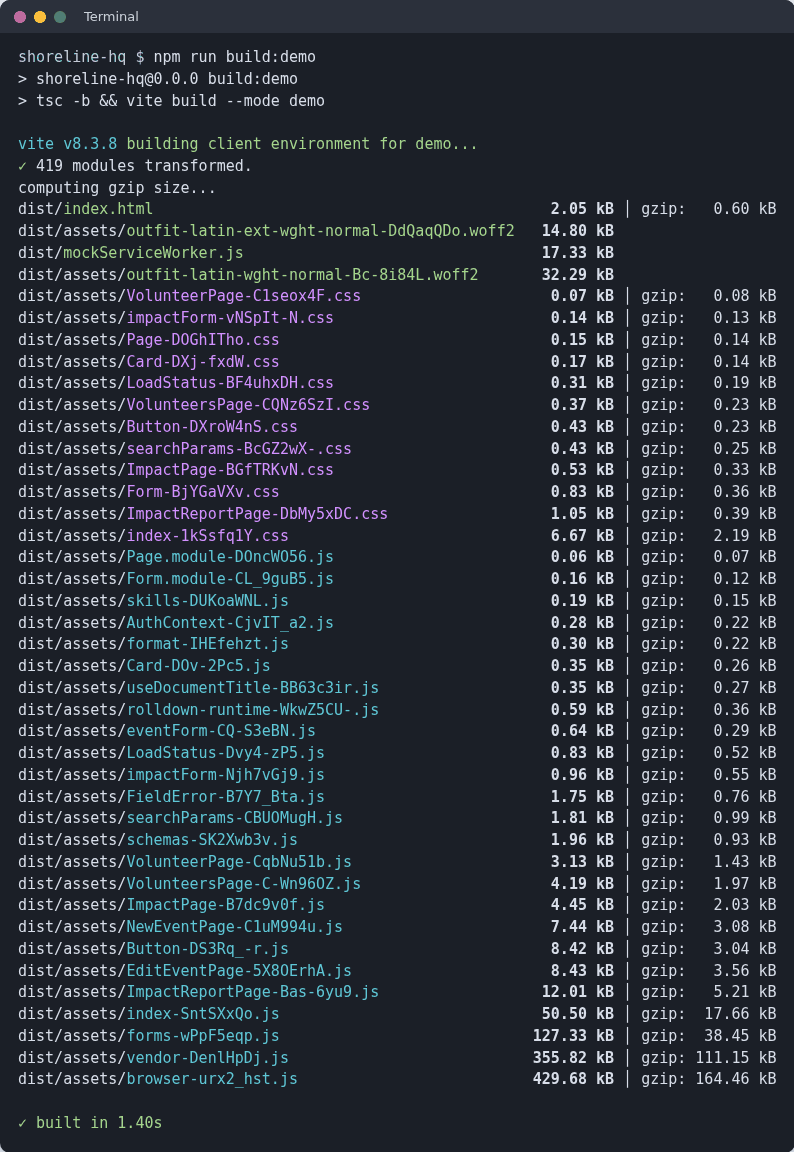 Terminal
shoreline-hq $ npm run build:demo
> shoreline-hq@0.0.0 build:demo
> tsc -b && vite build --mode demo
vite v8.3.8 building client environment for demo...
✓ 419 modules transformed.
computing gzip size...
dist/index.html 2.05 kB │ gzip: 0.60 kB
dist/assets/outfit-latin-ext-wght-normal-DdQaqQDo.woff2 14.80 kB
dist/mockServiceWorker.js 17.33 kB
dist/assets/outfit-latin-wght-normal-Bc-8i84L.woff2 32.29 kB
dist/assets/VolunteerPage-C1seox4F.css 0.07 kB │ gzip: 0.08 kB
dist/assets/impactForm-vNSpIt-N.css 0.14 kB │ gzip: 0.13 kB
dist/assets/Page-DOGhITho.css 0.15 kB │ gzip: 0.14 kB
dist/assets/Card-DXj-fxdW.css 0.17 kB │ gzip: 0.14 kB
dist/assets/LoadStatus-BF4uhxDH.css 0.31 kB │ gzip: 0.19 kB
dist/assets/VolunteersPage-CQNz6SzI.css 0.37 kB │ gzip: 0.23 kB
dist/assets/Button-DXroW4nS.css 0.43 kB │ gzip: 0.23 kB
dist/assets/searchParams-BcGZ2wX-.css 0.43 kB │ gzip: 0.25 kB
dist/assets/ImpactPage-BGfTRKvN.css 0.53 kB │ gzip: 0.33 kB
dist/assets/Form-BjYGaVXv.css 0.83 kB │ gzip: 0.36 kB
dist/assets/ImpactReportPage-DbMy5xDC.css 1.05 kB │ gzip: 0.39 kB
dist/assets/index-1kSsfq1Y.css 6.67 kB │ gzip: 2.19 kB
dist/assets/Page.module-DOncWO56.js 0.06 kB │ gzip: 0.07 kB
dist/assets/Form.module-CL_9guB5.js 0.16 kB │ gzip: 0.12 kB
dist/assets/skills-DUKoaWNL.js 0.19 kB │ gzip: 0.15 kB
dist/assets/AuthContext-CjvIT_a2.js 0.28 kB │ gzip: 0.22 kB
dist/assets/format-IHEfehzt.js 0.30 kB │ gzip: 0.22 kB
dist/assets/Card-DOv-2Pc5.js 0.35 kB │ gzip: 0.26 kB
dist/assets/useDocumentTitle-BB63c3ir.js 0.35 kB │ gzip: 0.27 kB
dist/assets/rolldown-runtime-WkwZ5CU-.js 0.59 kB │ gzip: 0.36 kB
dist/assets/eventForm-CQ-S3eBN.js 0.64 kB │ gzip: 0.29 kB
dist/assets/LoadStatus-Dvy4-zP5.js 0.83 kB │ gzip: 0.52 kB
dist/assets/impactForm-Njh7vGj9.js 0.96 kB │ gzip: 0.55 kB
dist/assets/FieldError-B7Y7_Bta.js 1.75 kB │ gzip: 0.76 kB
dist/assets/searchParams-CBUOMugH.js 1.81 kB │ gzip: 0.99 kB
dist/assets/schemas-SK2Xwb3v.js 1.96 kB │ gzip: 0.93 kB
dist/assets/VolunteerPage-CqbNu51b.js 3.13 kB │ gzip: 1.43 kB
dist/assets/VolunteersPage-C-Wn96OZ.js 4.19 kB │ gzip: 1.97 kB
dist/assets/ImpactPage-B7dc9v0f.js 4.45 kB │ gzip: 2.03 kB
dist/assets/NewEventPage-C1uM994u.js 7.44 kB │ gzip: 3.08 kB
dist/assets/Button-DS3Rq_-r.js 8.42 kB │ gzip: 3.04 kB
dist/assets/EditEventPage-5X8OErhA.js 8.43 kB │ gzip: 3.56 kB
dist/assets/ImpactReportPage-Bas-6yu9.js 12.01 kB │ gzip: 5.21 kB
dist/assets/index-SntSXxQo.js 50.50 kB │ gzip: 17.66 kB
dist/assets/forms-wPpF5eqp.js 127.33 kB │ gzip: 38.45 kB
dist/assets/vendor-DenlHpDj.js 355.82 kB │ gzip: 111.15 kB
dist/assets/browser-urx2_hst.js 429.68 kB │ gzip: 164.46 kB
✓ built in 1.40s